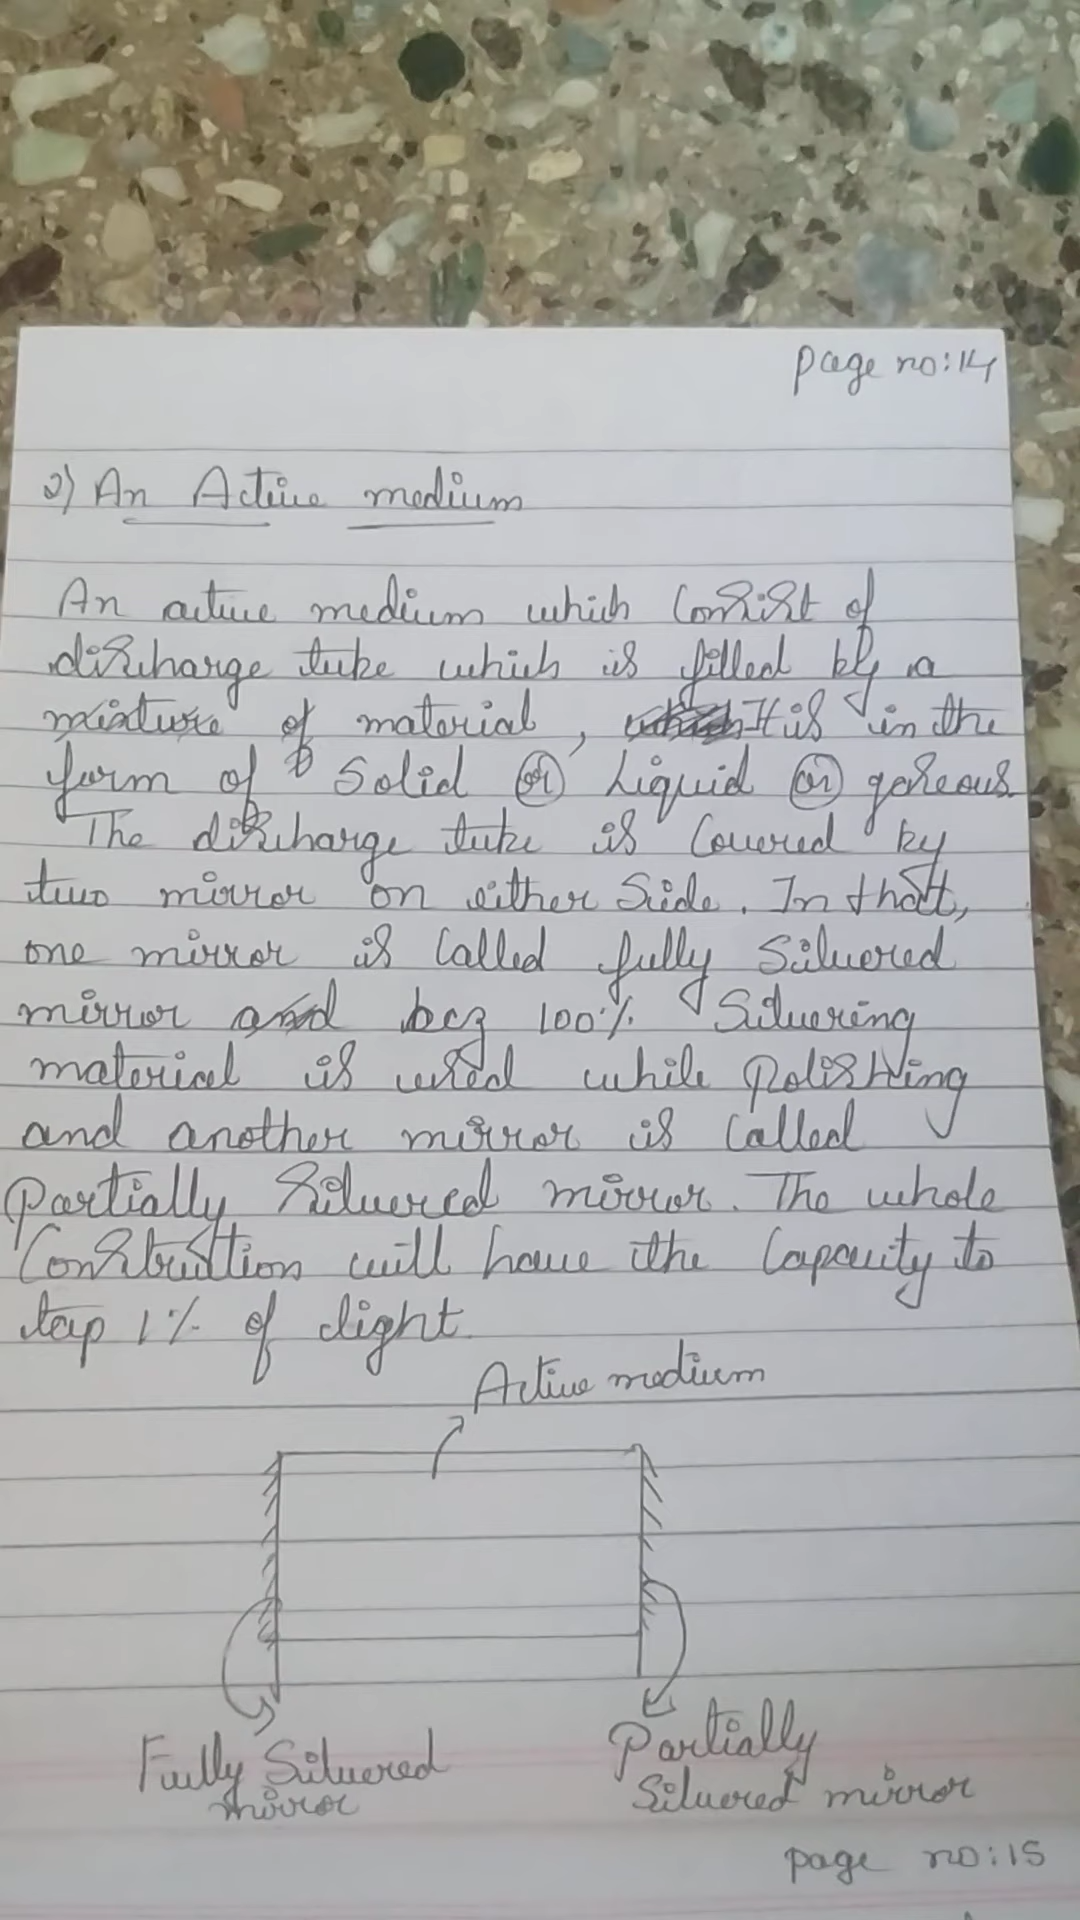 page no:14
2) An Active medium
An active medium which consist of
discharge tube which is filled by a
mixture of material, It is in the
form of solid or Liquid or gaseous.
The discharge tube is covered by
two mirror on either side. In that,
one mirror is called fully silvered
mirror and bcz 100% silvering
material is used while polishing
and another mirror is called
partially silvered mirror. The whole
construction will have the capacity to
tap 1% of light.
Active medium
Fully Silvered
mirror
Partially
Silvered mirror
page no:15